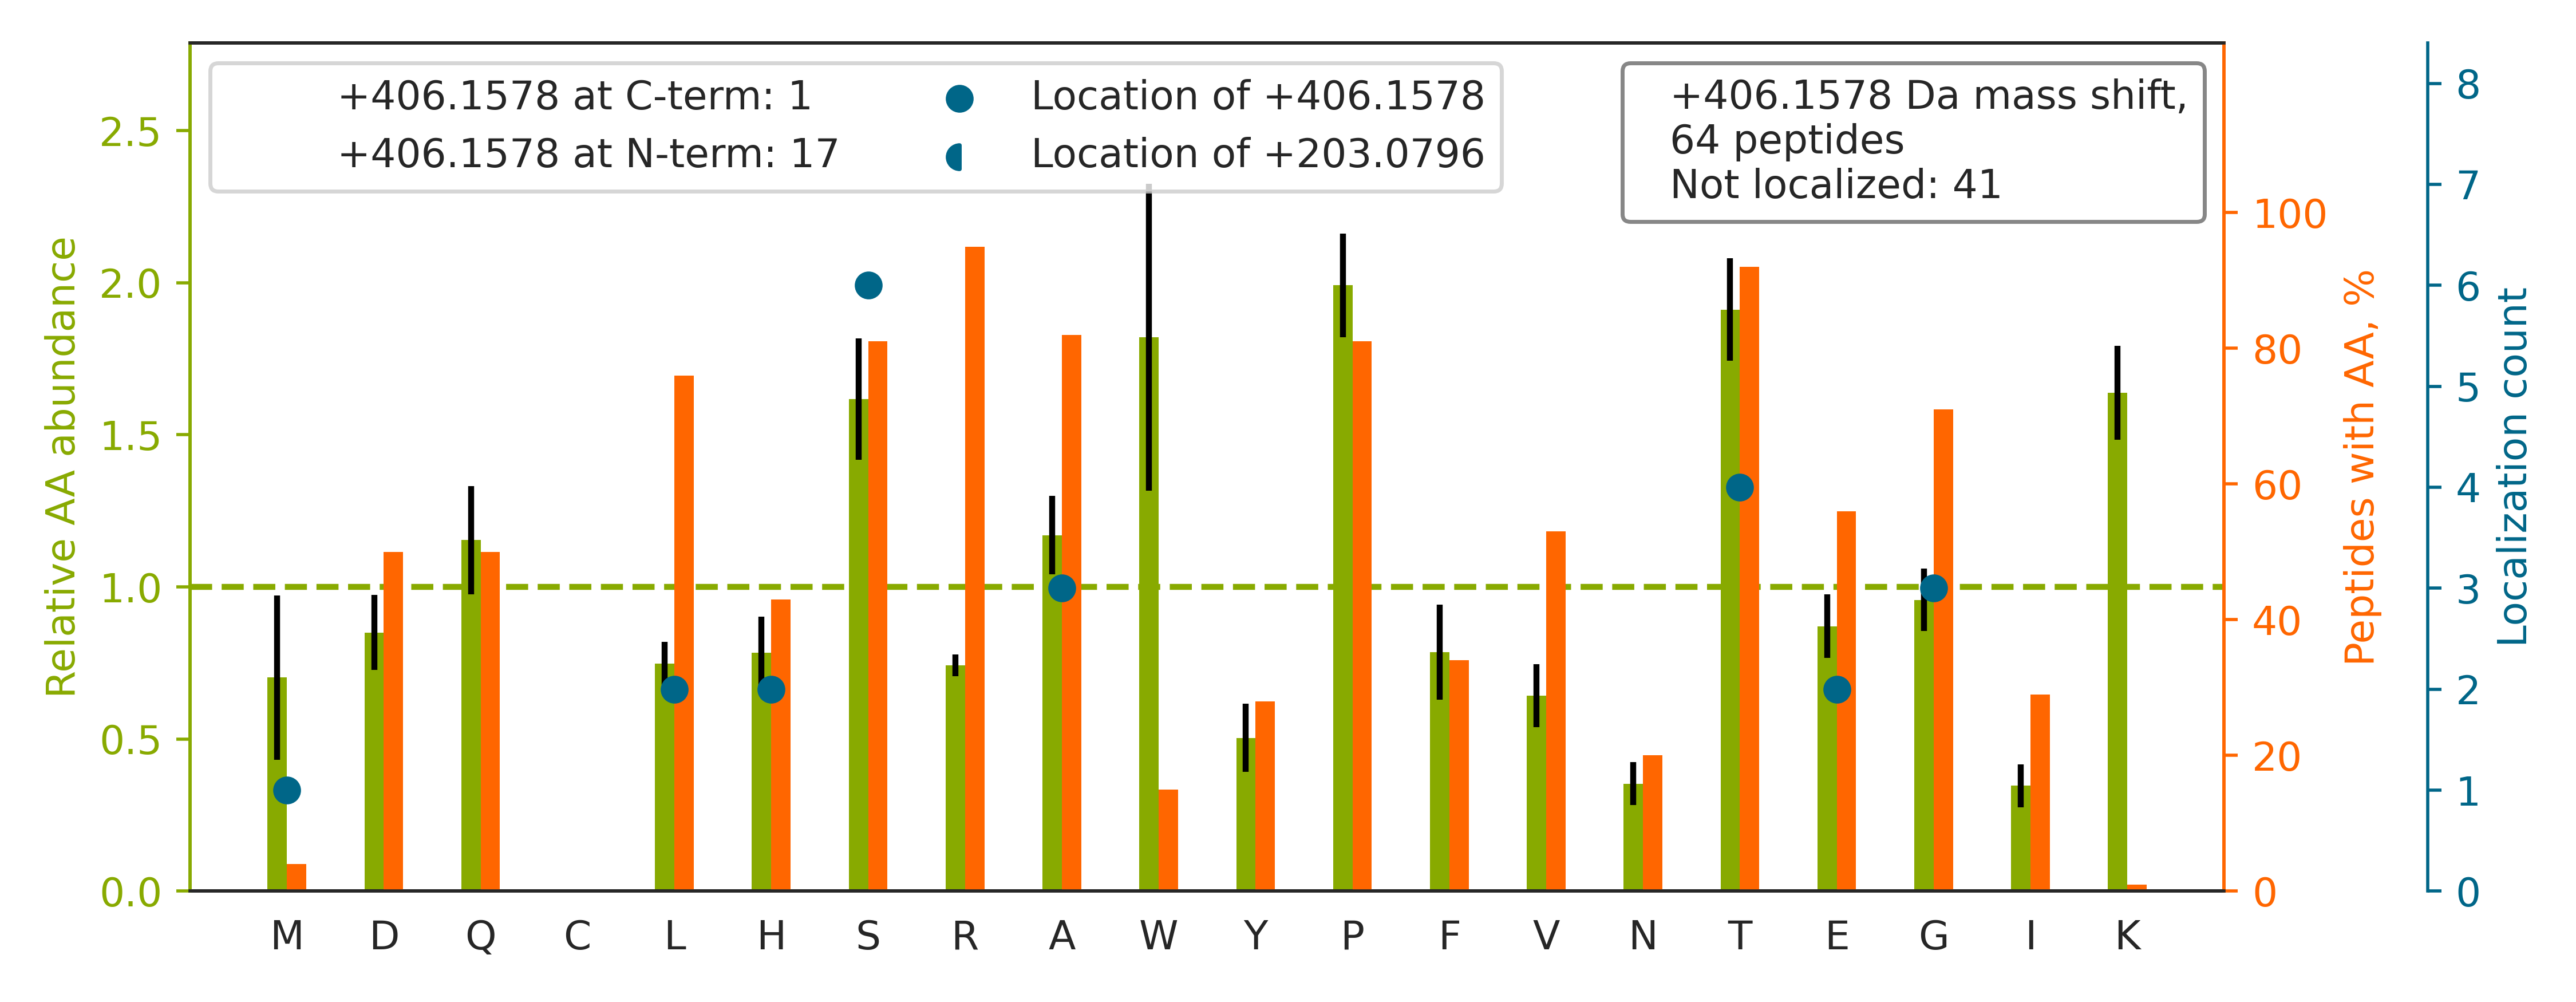 +406.1578 at C-term: 1
+406.1578 at N-term: 17
Location of +406.1578
Location of +203.0796
+406.1578 Da mass shift,
64 peptides
Not localized: 41
Relative AA abundance
2.5
2.0
1.5
1.0
0.5
0.0
M D Q C L H S R A W Y P F V N T E G I K
100
80
60
40
20
0
Peptides with AA, %
8
7
6
5
4
3
2
1
0
Localization count